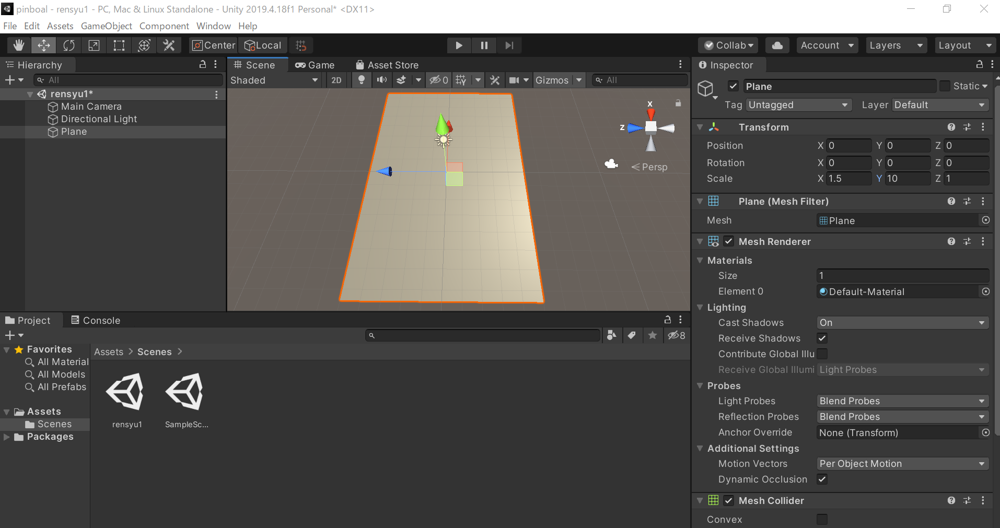 pinboal - rensyu1 - PC, Mac & Linux Standalone - Unity 2019.4.18f1 Personal* <DX11>
File Edit Assets GameObject Component Window Help
Center Local Collab Account Layers Layout
Hierarchy
All
rensyu1*
Main Camera
Directional Light
Plane
Scene Game Asset Store
Shaded 2D 0 Gizmos All
x
z
Persp
Inspector
Plane Static
Tag Untagged Layer Default
Transform
Position X 0 Y 0 Z 0
Rotation X 0 Y 0 Z 0
Scale X 1.5 Y 10 Z 1
Plane (Mesh Filter)
Mesh Plane
Mesh Renderer
Materials
Size 1
Element 0 Default-Material
Lighting
Cast Shadows On
Receive Shadows
Contribute Global Illu
Receive Global Illumi Light Probes
Probes
Light Probes Blend Probes
Reflection Probes Blend Probes
Anchor Override None (Transform)
Additional Settings
Motion Vectors Per Object Motion
Dynamic Occlusion
Mesh Collider
Convex
Project Console
8
Favorites
All Material
All Models
All Prefabs
Assets
Scenes
Packages
Assets > Scenes >
rensyu1
SampleSc...